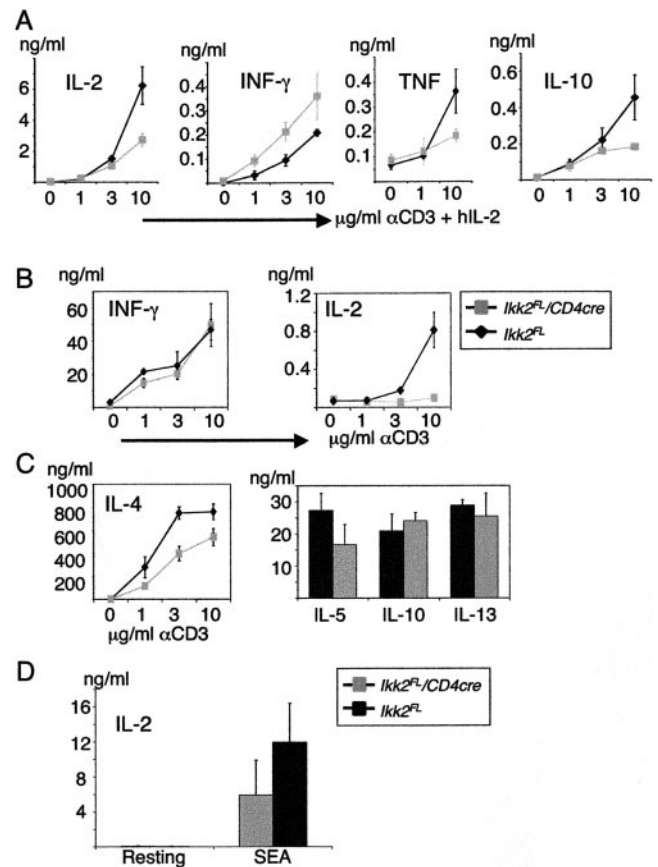 A
ng/ml ng/ml ng/ml ng/ml
IL-2 INF-γ TNF IL-10
6 4 2
0.4 0.3 0.2 0.1
0.4 0.3 0.2 0.1
0.6 0.4 0.2
0 1 3 10 0 1 3 10 0 1 10 0 1 3 10
μg/ml αCD3 + hIL-2
B
ng/ml ng/ml
INF-γ IL-2
60 40 20
1.2 0.8 0.4
0 1 3 10 0 1 3 10
μg/ml αCD3
Ikk2FL/CD4cre
Ikk2FL
C
ng/ml ng/ml
IL-4
1000 800 600 400 200
30 20 10
0 1 3 10
μg/ml αCD3
IL-5 IL-10 IL-13
D
ng/ml
IL-2
16
12
8
4
Resting SEA
Ikk2FL/CD4cre
Ikk2FL